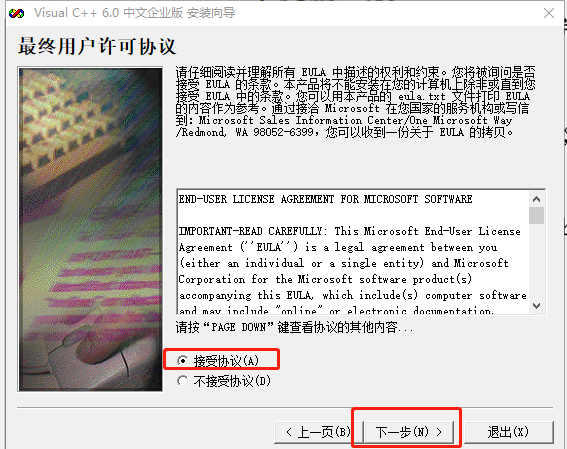 Visual C++ 6.0 中文企业版 安装向导
最终用户许可协议
请仔细阅读并理解所有 EULA 中描述的权利和约束。您将被询问是否
接受 EULA 的条款。本产品将不能安装在您的计算机上除非或直到您
接受 EULA 中的条款。您可以用本产品的 eula.txt 文件打印 EULA
的内容作为参考。通过接洽 Microsoft 在您国家的服务机构或写信
到：Microsoft Sales Information Center/One Microsoft Way
/Redmond, WA 98052-6399，您可以收到一份关于 EULA 的拷贝。
END-USER LICENSE AGREEMENT FOR MICROSOFT SOFTWARE
IMPORTANT-READ CAREFULLY: This Microsoft End-User License
Agreement (''EULA'') is a legal agreement between you
(either an individual or a single entity) and Microsoft
Corporation for the Microsoft software product(s)
accompanying this EULA, which include(s) computer software
and may include "online" or electronic documentation,
请按“PAGE DOWN”键查看协议的其他内容...
接受协议(A)
不接受协议(D)
< 上一页(B)
下一步(N) >
退出(X)